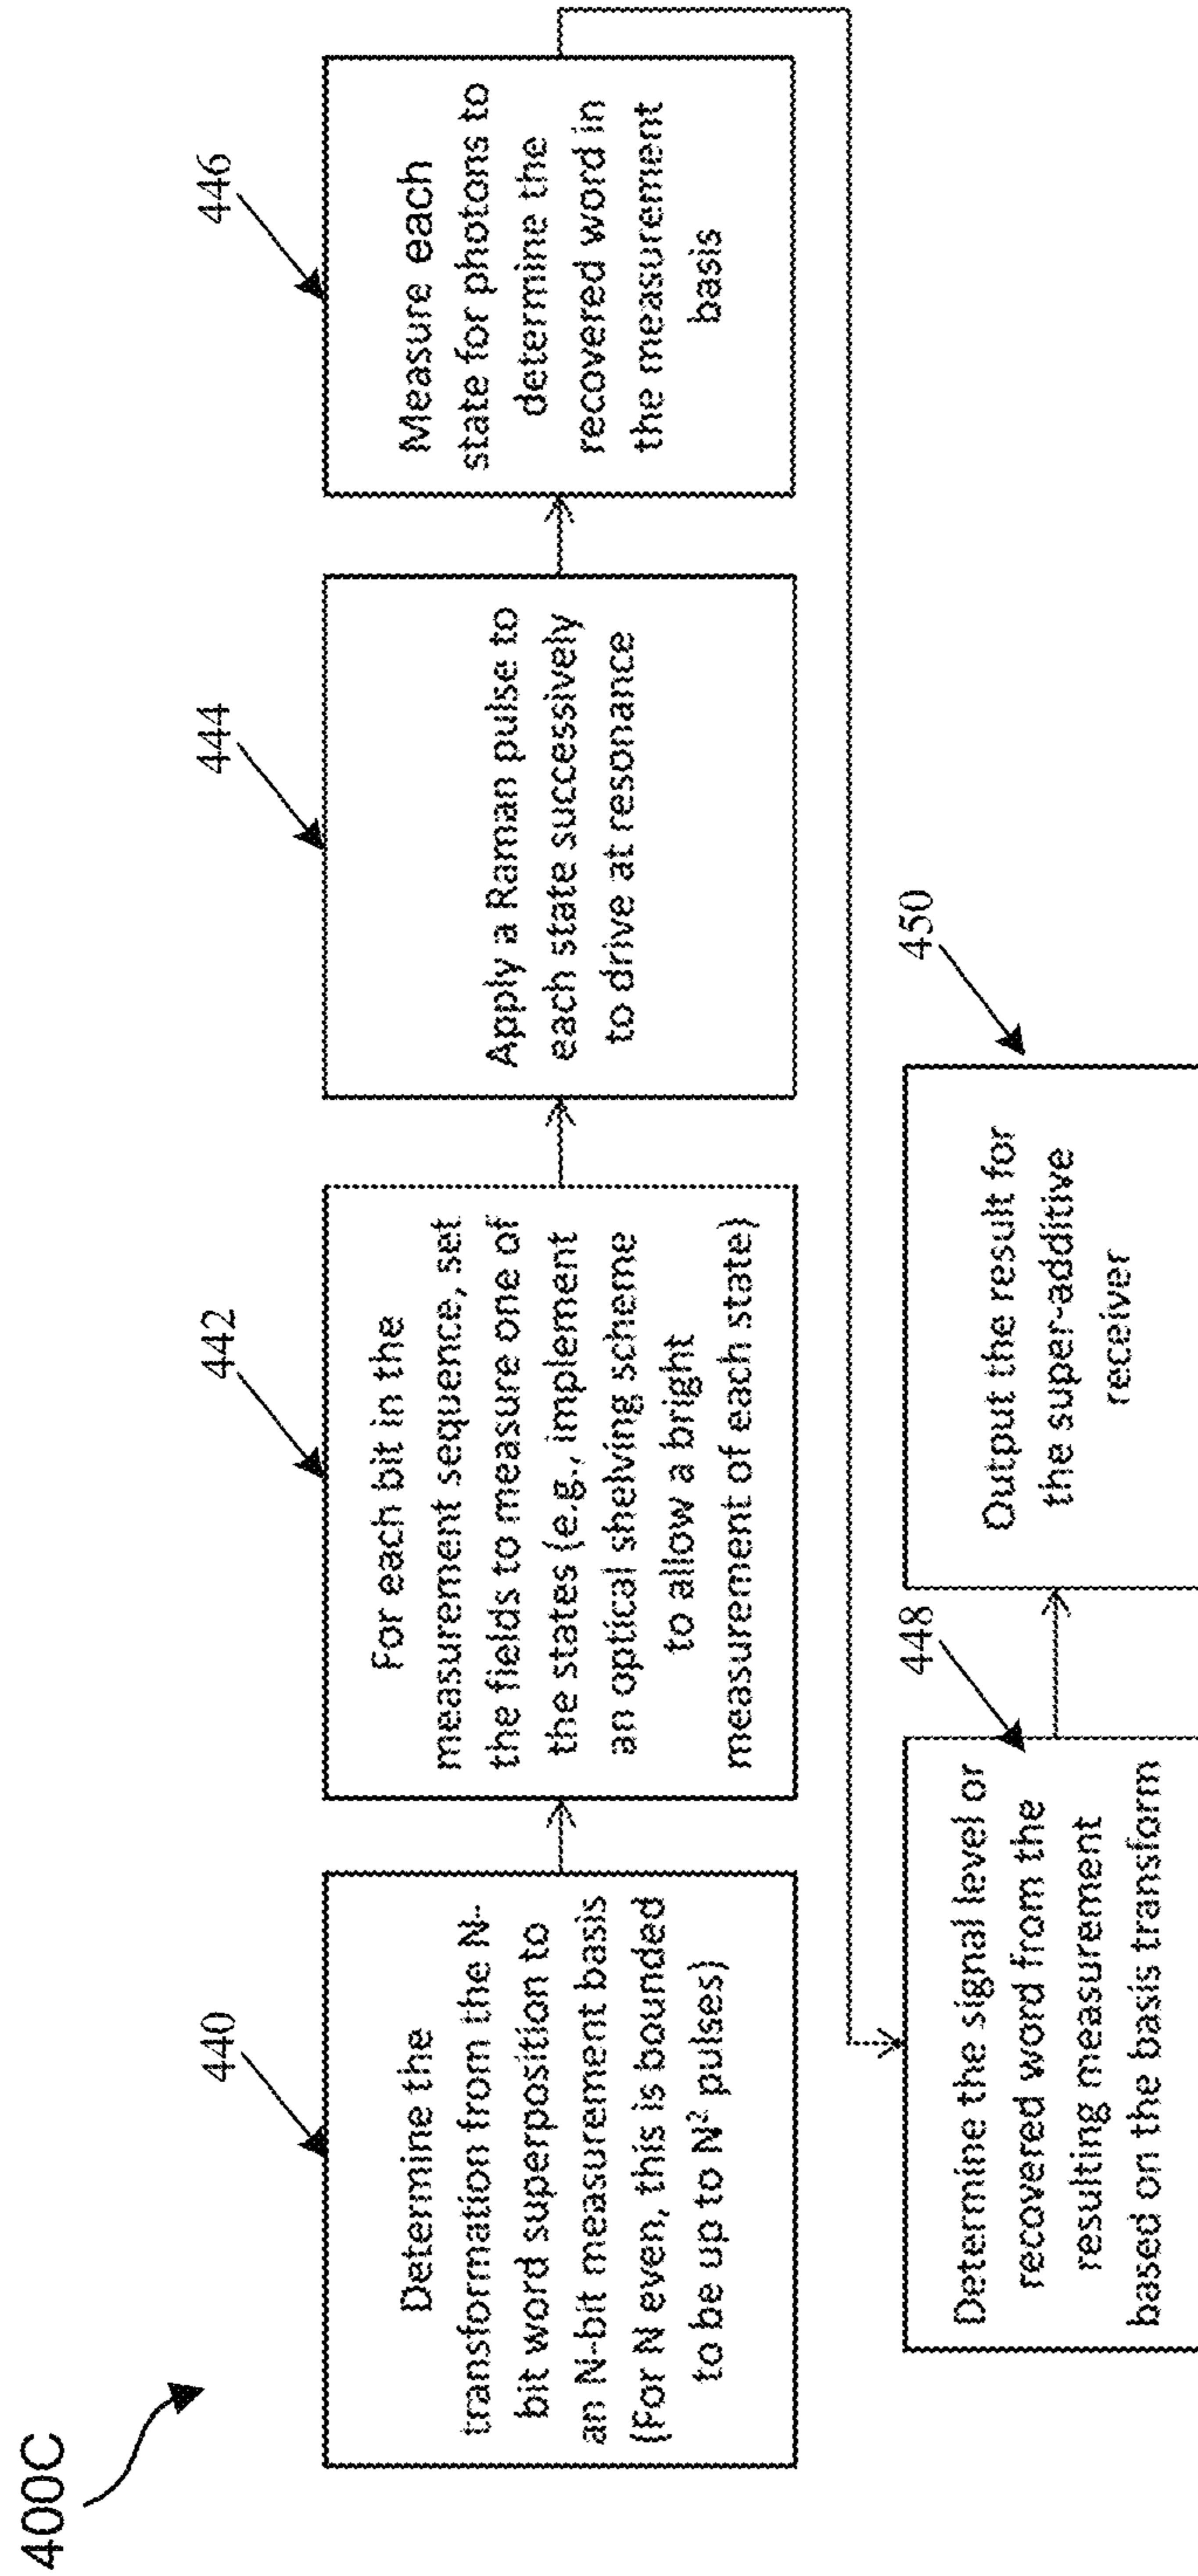 400C
440
Determine the
transformation from the N-
bit word superposition to
an N-bit measurement basis
(For N even, this is bounded
to be up to N² pulses)
442
For each bit in the
measurement sequence, set
the fields to measure one of
the states (e.g., implement
an optical shelving scheme
to allow a bright
measurement of each state)
444
Apply a Raman pulse to
each state successively
to drive at resonance
446
Measure each
state for photons to
determine the
recovered word in
the measurement
basis
448
Determine the signal level or
recovered word from the
resulting measurement
based on the basis transform
450
Output the result for
the super-additive
receiver